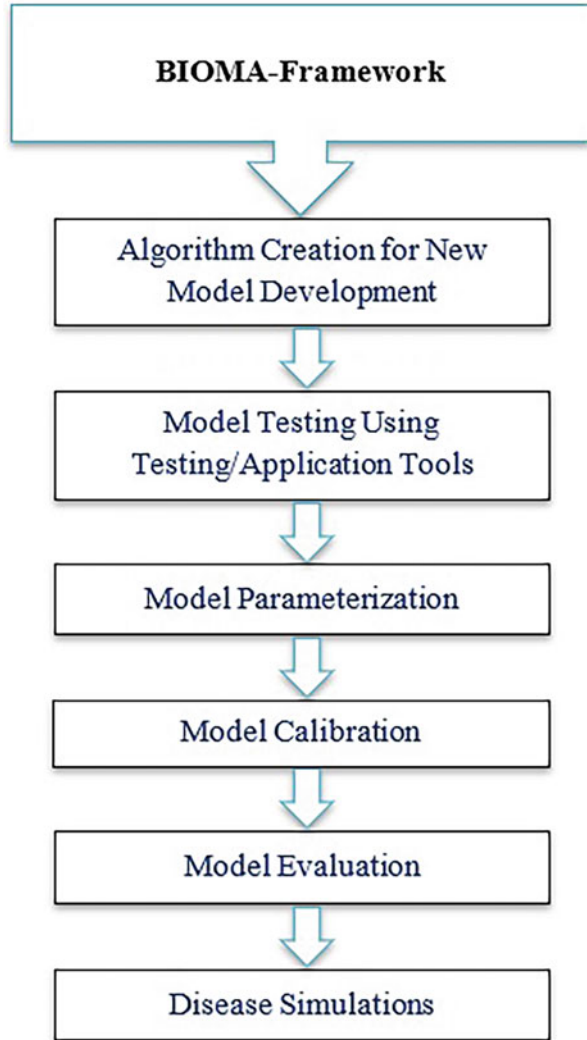 BIOMA-Framework
Algorithm Creation for New
Model Development
Model Testing Using
Testing/Application Tools
Model Parameterization
Model Calibration
Model Evaluation
Disease Simulations